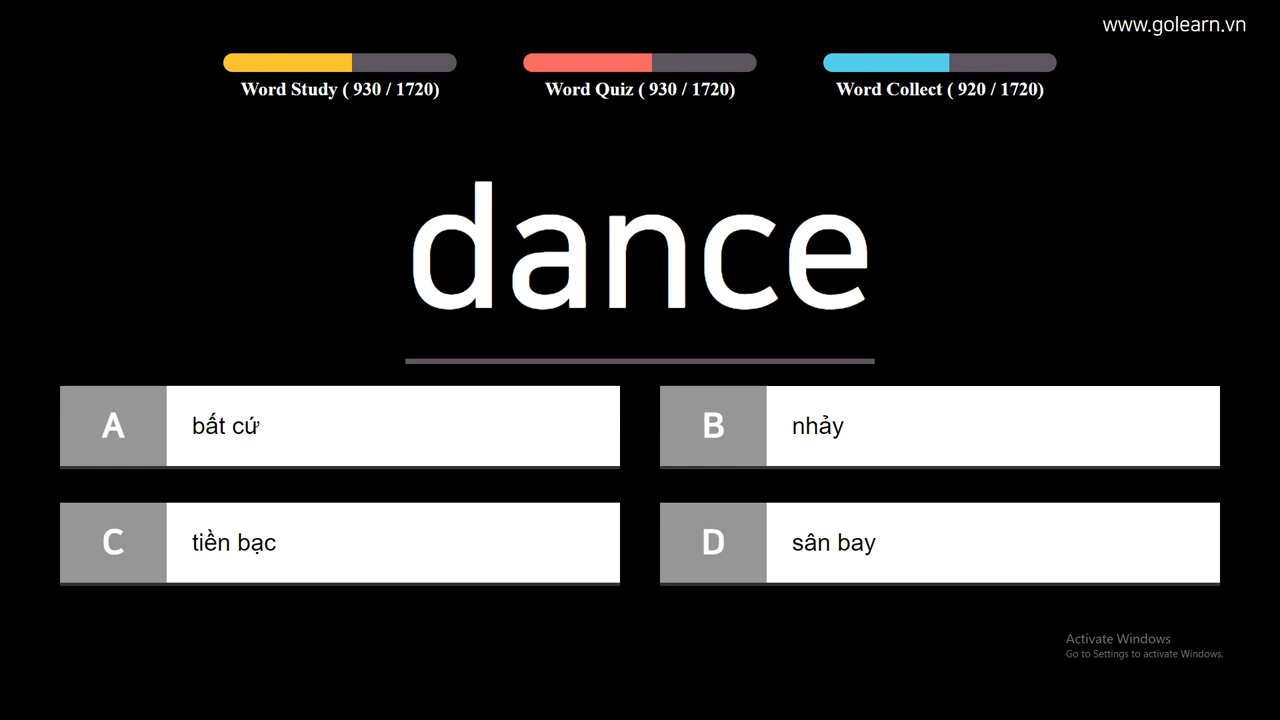 www.golearn.vn
Word Study ( 930 / 1720)
Word Quiz ( 930 / 1720)
Word Collect ( 920 / 1720)
dance
A bất cứ
B nhảy
C tiền bạc
D sân bay
Activate Windows
Go to Settings to activate Windows.